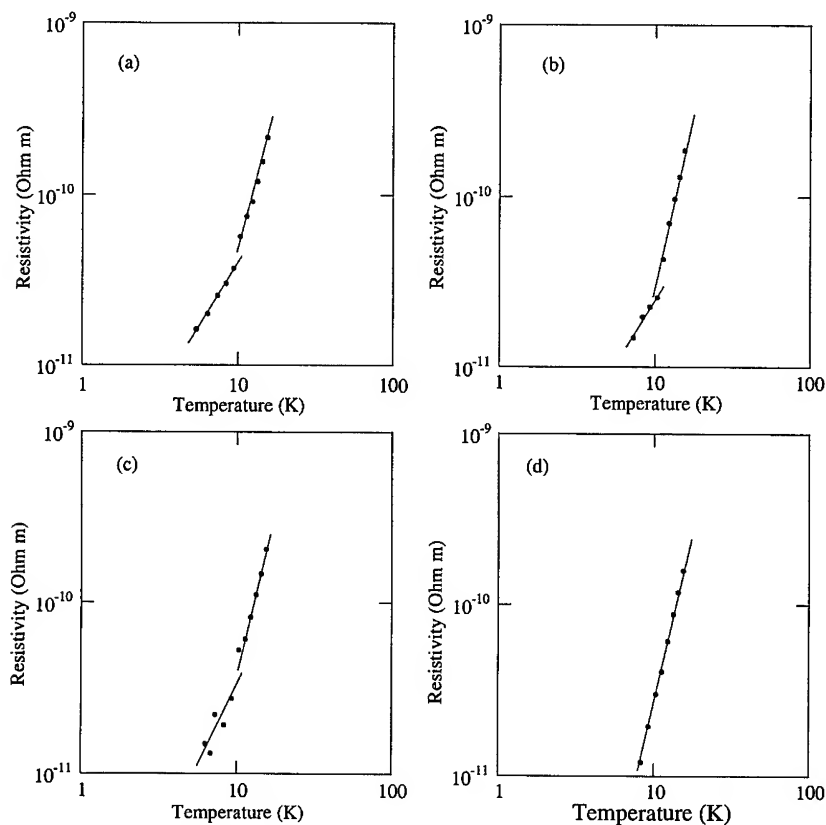 10⁻⁹
(a)
Resistivity (Ohm m)
10⁻¹⁰
10⁻¹¹
1 10 100
Temperature (K)
10⁻⁹
(b)
Resistivity (Ohm m)
10⁻¹⁰
10⁻¹¹
1 10 100
Temperature (K)
10⁻⁹
(c)
Resistivity (Ohm m)
10⁻¹⁰
10⁻¹¹
1 10 100
Temperature (K)
10⁻⁹
(d)
Resistivity (Ohm m)
10⁻¹⁰
10⁻¹¹
1 10 100
Temperature (K)